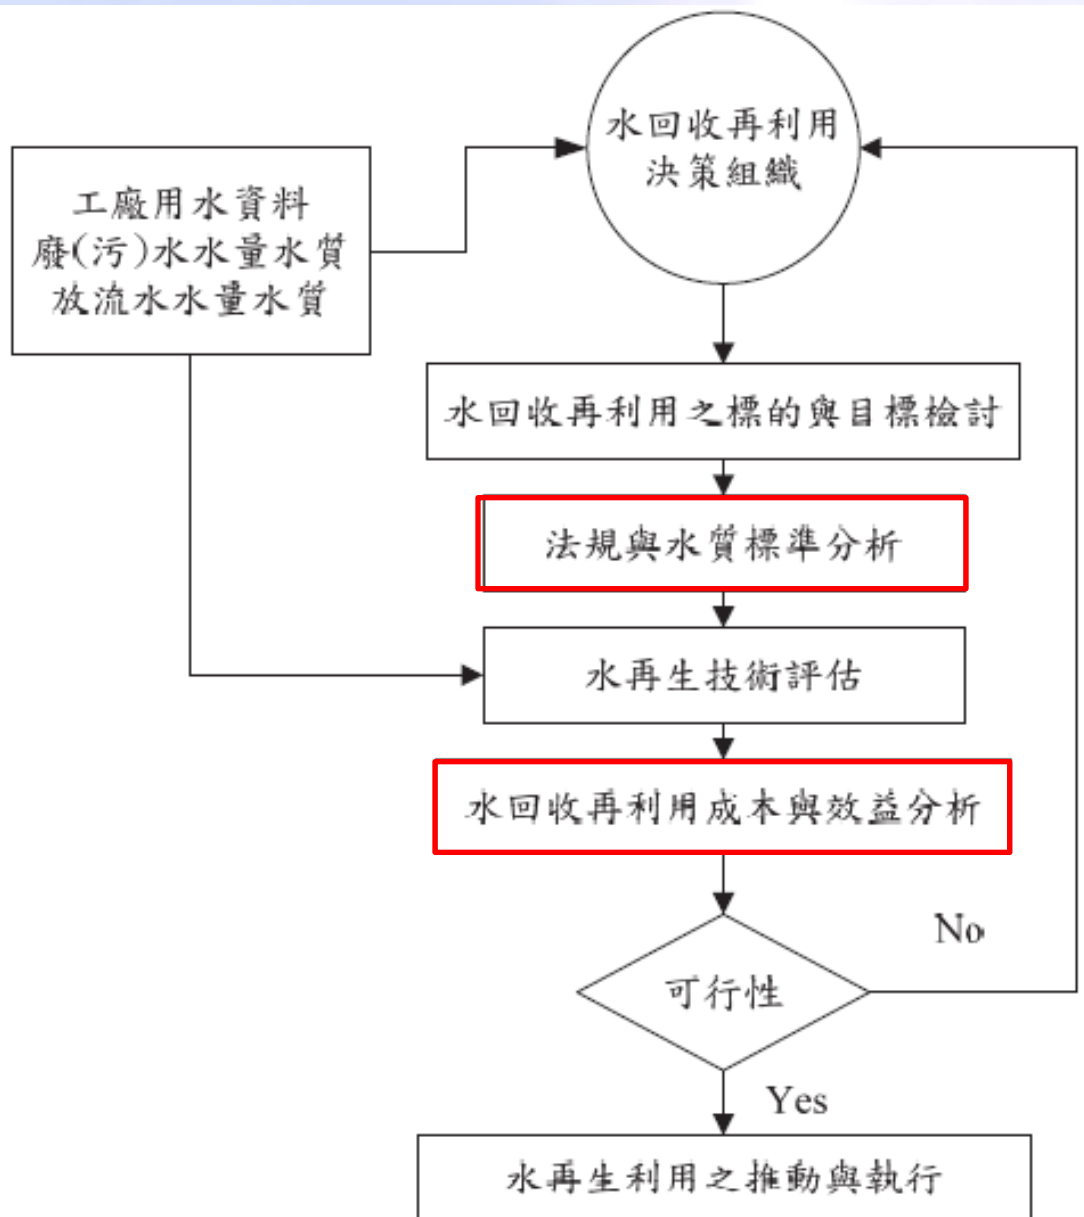 水回收再利用
決策組織
工廠用水資料
廢(污)水水量水質
放流水水量水質
水回收再利用之標的與目標檢討
法規與水質標準分析
水再生技術評估
水回收再利用成本與效益分析
可行性
No
Yes
水再生利用之推動與執行